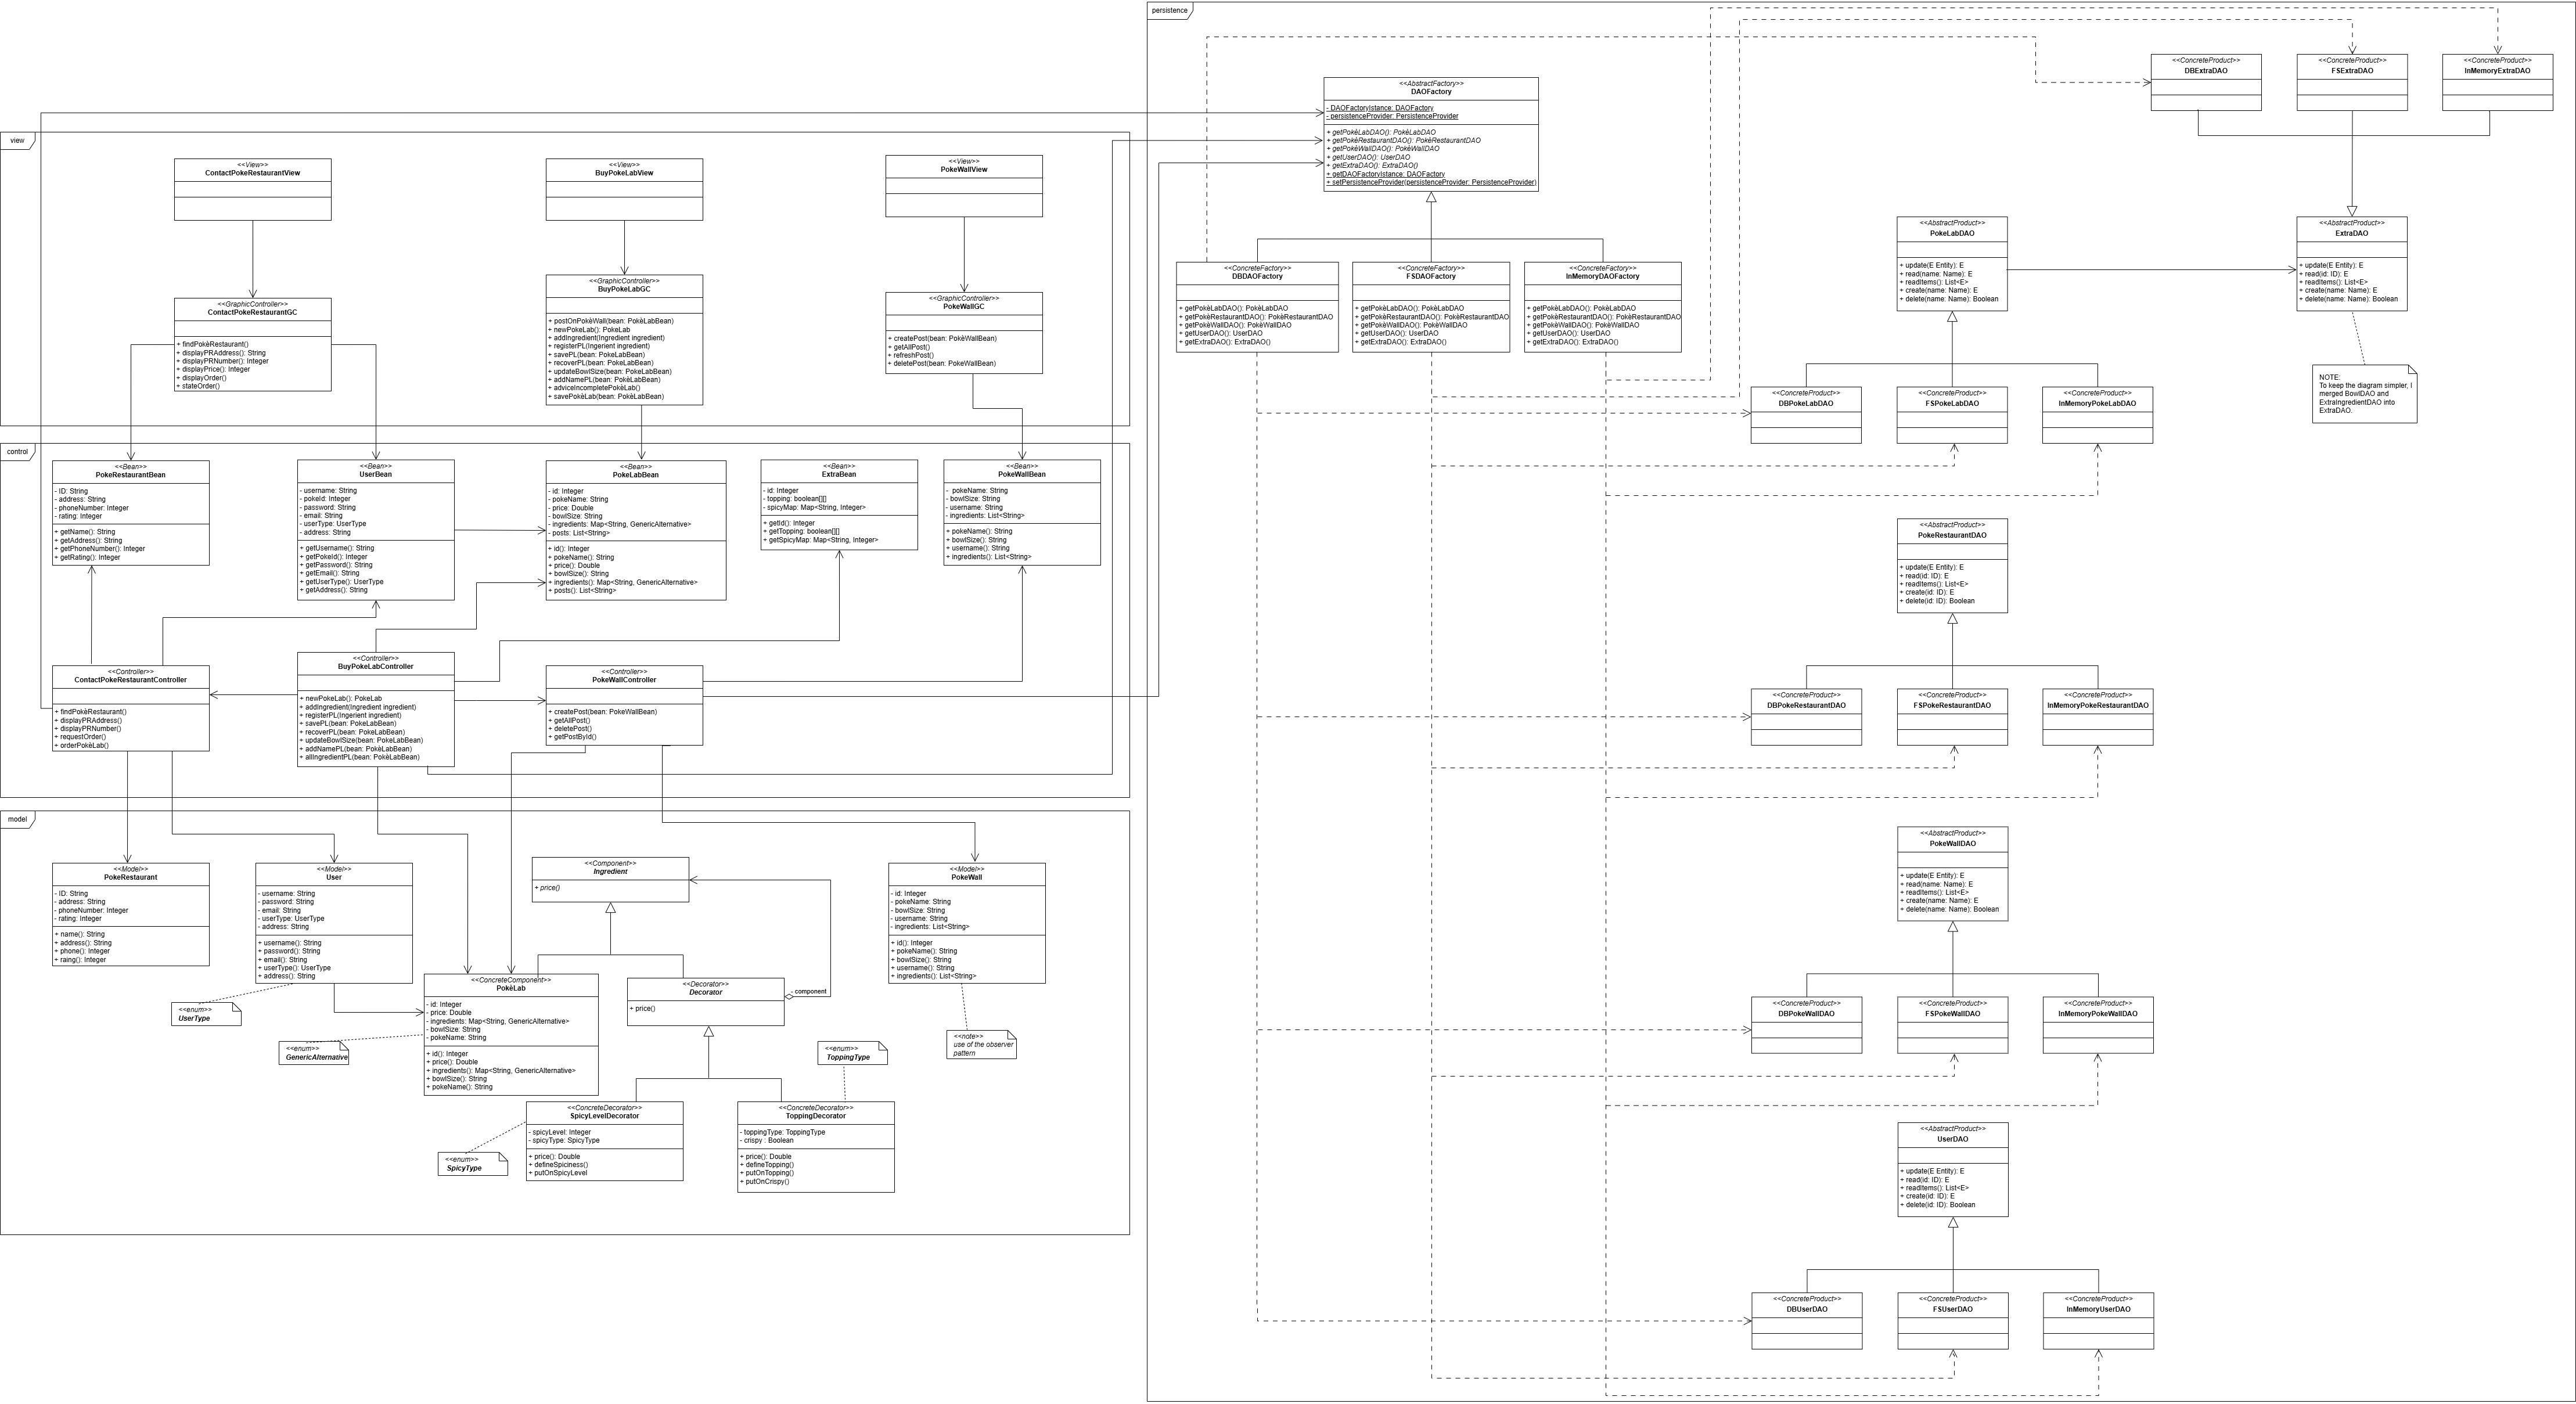 view
<<View>>
ContactPokeRestaurantView
<<View>>
BuyPokeLabView
<<View>>
PokeWallView
<<GraphicController>>
ContactPokeRestaurantGC
+ findPokèRestaurant()
+ displayPRAddress(): String
+ displayPRNumber(): Integer
+ displayPrice(): Integer
+ displayOrder()
+ stateOrder()
<<GraphicController>>
BuyPokeLabGC
+ postOnPokèWall(bean: PokèLabBean)
+ newPokeLab(): PokeLab
+ addIngredient(Ingredient ingredient)
+ registerPL(Ingerient ingredient)
+ savePL(bean: PokeLabBean)
+ recoverPL(bean: PokeLabBean)
+ updateBowlSize(bean: PokeLabBean)
+ addNamePL(bean: PokèLabBean)
+ adviceIncompletePokèLab()
+ savePokèLab(bean: PokèLabBean)
<<GraphicController>>
PokeWallGC
+ createPost(bean: PokèWallBean)
+ getAllPost()
+ refreshPost()
+ deletePost(bean: PokeWallBean)
control
<<Bean>>
PokeRestaurantBean
- ID: String
- address: String
- phoneNumber: Integer
- rating: Integer
+ getName(): String
+ getAddress(): String
+ getPhoneNumber(): Integer
+ getRating(): Integer
<<Bean>>
UserBean
- username: String
- pokeId: Integer
- password: String
- email: String
- userType: UserType
- address: String
+ getUsername(): String
+ getPokeId(): Integer
+ getPassword(): String
+ getEmail(): String
+ getUserType(): UserType
+ getAddress(): String
<<Bean>>
PokeLabBean
- id: Integer
- pokeName: String
- price: Double
- bowlSize: String
- ingredients: Map<String, GenericAlternative>
- posts: List<String>
+ id(): Integer
+ pokeName(): String
+ price(): Double
+ bowlSize(): String
+ ingredients(): Map<String, GenericAlternative>
+ posts(): List<String>
<<Bean>>
ExtraBean
- id: Integer
- topping: boolean[][]
- spicyMap: Map<String, Integer>
+ getId(): Integer
+ getTopping(): boolean[][]
+ getSpicyMap: Map<String, Integer>
<<Bean>>
PokeWallBean
- pokeName: String
- bowlSize: String
- username: String
- ingredients: List<String>
+ pokeName(): String
+ bowlSize(): String
+ username(): String
+ ingredients(): List<String>
<<Controller>>
ContactPokeRestaurantController
+ findPokèRestaurant()
+ displayPRAddress()
+ displayPRNumber()
+ requestOrder()
+ orderPokèLab()
<<Controller>>
BuyPokeLabController
+ newPokeLab(): PokeLab
+ addIngredient(Ingredient ingredient)
+ registerPL(Ingerient ingredient)
+ savePL(bean: PokeLabBean)
+ recoverPL(bean: PokeLabBean)
+ updateBowlSize(bean: PokeLabBean)
+ addNamePL(bean: PokèLabBean)
+ allIngredientPL(bean: PokèLabBean)
<<Controller>>
PokeWallController
+ createPost(bean: PokeWallBean)
+ getAllPost()
+ deletePost()
+ getPostById()
model
<<Model>>
PokeRestaurant
- ID: String
- address: String
- phoneNumber: Integer
- rating: Integer
+ name(): String
+ address(): String
+ phone(): Integer
+ raing(): Integer
<<Model>>
User
- username: String
- password: String
- email: String
- userType: UserType
- address: String
+ username(): String
+ password(): String
+ email(): String
+ userType(): UserType
+ address(): String
<<enum>>
UserType
<<enum>>
GenericAlternative
<<Component>>
Ingredient
+ price()
<<ConcreteComponent>>
PokèLab
- id: Integer
- price: Double
- ingredients: Map<String, GenericAlternative>
- bowlSize: String
- pokeName: String
+ id(): Integer
+ price(): Double
+ ingredients(): Map<String, GenericAlternative>
+ bowlSize(): String
+ pokeName(): String
<<Decorator>>
Decorator
+ price()
- component
<<Model>>
PokeWall
- id: Integer
- pokeName: String
- bowlSize: String
- username: String
- ingredients: List<String>
+ id(): Integer
+ pokeName(): String
+ bowlSize(): String
+ username(): String
+ ingredients(): List<String>
<<note>>
use of the observer
pattern
<<enum>>
ToppingType
<<ConcreteDecorator>>
SpicyLevelDecorator
- spicyLevel: Integer
- spicyType: SpicyType
+ price(): Double
+ defineSpiciness()
+ putOnSpicyLevel
<<enum>>
SpicyType
<<ConcreteDecorator>>
ToppingDecorator
- toppingType: ToppingType
- crispy : Boolean
+ price(): Double
+ defineTopping()
+ putOnTopping()
+ putOnCrispy()
persistence
<<AbstractFactory>>
DAOFactory
- DAOFactoryIstance: DAOFactory
- persistenceProvider: PersistenceProvider
+ getPokèLabDAO(): PokèLabDAO
+ getPokèRestaurantDAO(): PokèRestaurantDAO
+ getPokèWallDAO(): PokèWallDAO
+ getUserDAO(): UserDAO
+ getExtraDAO(): ExtraDAO()
+ getDAOFactoryIstance: DAOFactory
+ setPersistenceProvider(persistenceProvider: PersistenceProvider)
<<ConcreteFactory>>
DBDAOFactory
+ getPokèLabDAO(): PokèLabDAO
+ getPokèRestaurantDAO(): PokèRestaurantDAO
+ getPokèWallDAO(): PokèWallDAO
+ getUserDAO(): UserDAO
+ getExtraDAO(): ExtraDAO()
<<ConcreteFactory>>
FSDAOFactory
+ getPokèLabDAO(): PokèLabDAO
+ getPokèRestaurantDAO(): PokèRestaurantDAO
+ getPokèWallDAO(): PokèWallDAO
+ getUserDAO(): UserDAO
+ getExtraDAO(): ExtraDAO()
<<ConcreteFactory>>
InMemoryDAOFactory
+ getPokèLabDAO(): PokèLabDAO
+ getPokèRestaurantDAO(): PokèRestaurantDAO
+ getPokèWallDAO(): PokèWallDAO
+ getUserDAO(): UserDAO
+ getExtraDAO(): ExtraDAO()
<<ConcreteProduct>>
DBExtraDAO
<<ConcreteProduct>>
FSExtraDAO
<<ConcreteProduct>>
InMemoryExtraDAO
<<AbstractProduct>>
PokeLabDAO
+ update(E Entity): E
+ read(name: Name): E
+ readItems(): List<E>
+ create(name: Name): E
+ delete(name: Name): Boolean
<<AbstractProduct>>
ExtraDAO
+ update(E Entity): E
+ read(id: ID): E
+ readItems(): List<E>
+ create(name: Name): E
+ delete(name: Name): Boolean
NOTE:
To keep the diagram simpler, I
merged BowlDAO and
ExtraIngredientDAO into
ExtraDAO.
<<ConcreteProduct>>
DBPokeLabDAO
<<ConcreteProduct>>
FSPokeLabDAO
<<ConcreteProduct>>
InMemoryPokeLabDAO
<<AbstractProduct>>
PokeRestaurantDAO
+ update(E Entity): E
+ read(id: ID): E
+ readItems(): List<E>
+ create(id: ID): E
+ delete(id: ID): Boolean
<<ConcreteProduct>>
DBPokeRestaurantDAO
<<ConcreteProduct>>
FSPokeRestaurantDAO
<<ConcreteProduct>>
InMemoryPokeRestaurantDAO
<<AbstractProduct>>
PokeWallDAO
+ update(E Entity): E
+ read(name: Name): E
+ readItems(): List<E>
+ create(name: Name): E
+ delete(name: Name): Boolean
<<ConcreteProduct>>
DBPokeWallDAO
<<ConcreteProduct>>
FSPokeWallDAO
<<ConcreteProduct>>
InMemoryPokeWallDAO
<<AbstractProduct>>
UserDAO
+ update(E Entity): E
+ read(id: ID): E
+ readItems(): List<E>
+ create(id: ID): E
+ delete(id: ID): Boolean
<<ConcreteProduct>>
DBUserDAO
<<ConcreteProduct>>
FSUserDAO
<<ConcreteProduct>>
InMemoryUserDAO